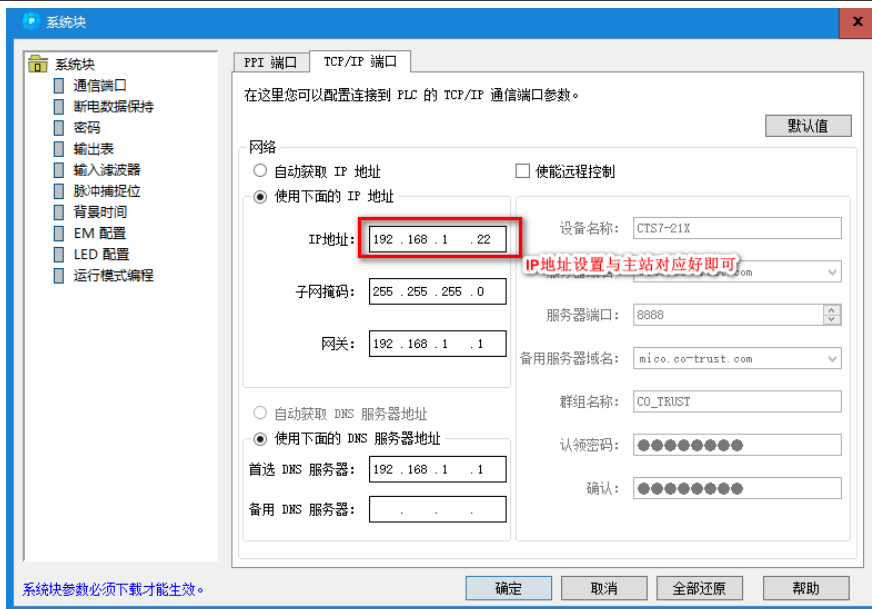 系统块
系统块
通信端口
断电数据保持
密码
输出表
输入滤波器
脉冲捕捉位
背景时间
EM 配置
LED 配置
运行模式编程
系统块参数必须下载才能生效。
PPI 端口
TCP/IP 端口
在这里您可以配置连接到 PLC 的 TCP/IP 通信端口参数。
默认值
网络
自动获取 IP 地址
使用下面的 IP 地址
IP地址: 192 . 168 . 1 . 22
子网掩码: 255 . 255 . 255 . 0
网关: 192 . 168 . 1 . 1
自动获取 DNS 服务器地址
使用下面的 DNS 服务器地址
首选 DNS 服务器: 192 . 168 . 1 . 1
备用 DNS 服务器: . . .
使能远程控制
设备名称: CTS7-21X
IP地址设置与主站对应好即可
服务器端口: 8888
备用服务器域名: mico.co-trust.com
群组名称: CO_TRUST
认领密码: ●●●●●●●●
确认: ●●●●●●●●
确定
取消
全部还原
帮助